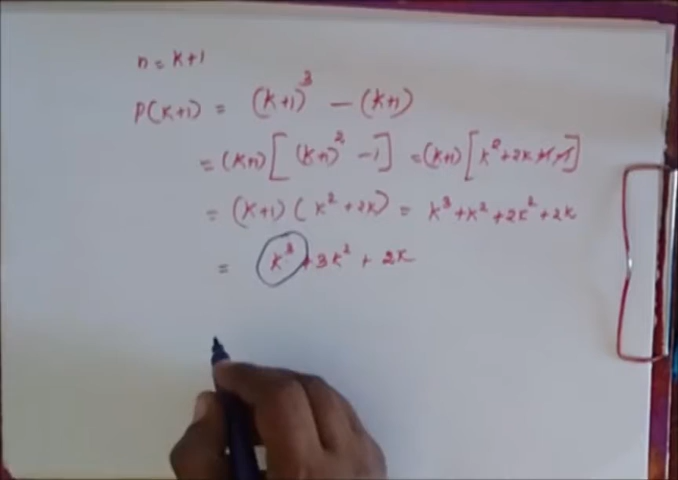 n = k+1
P(k+1) = (k+1)³ - (k+1)
= (k+1) [(k+1)² - 1] = (k+1) [k² + 2k + 1 - 1]
= (k+1) (k² + 2k) = k³ + k² + 2k² + 2k
= k³ + 3k² + 2k